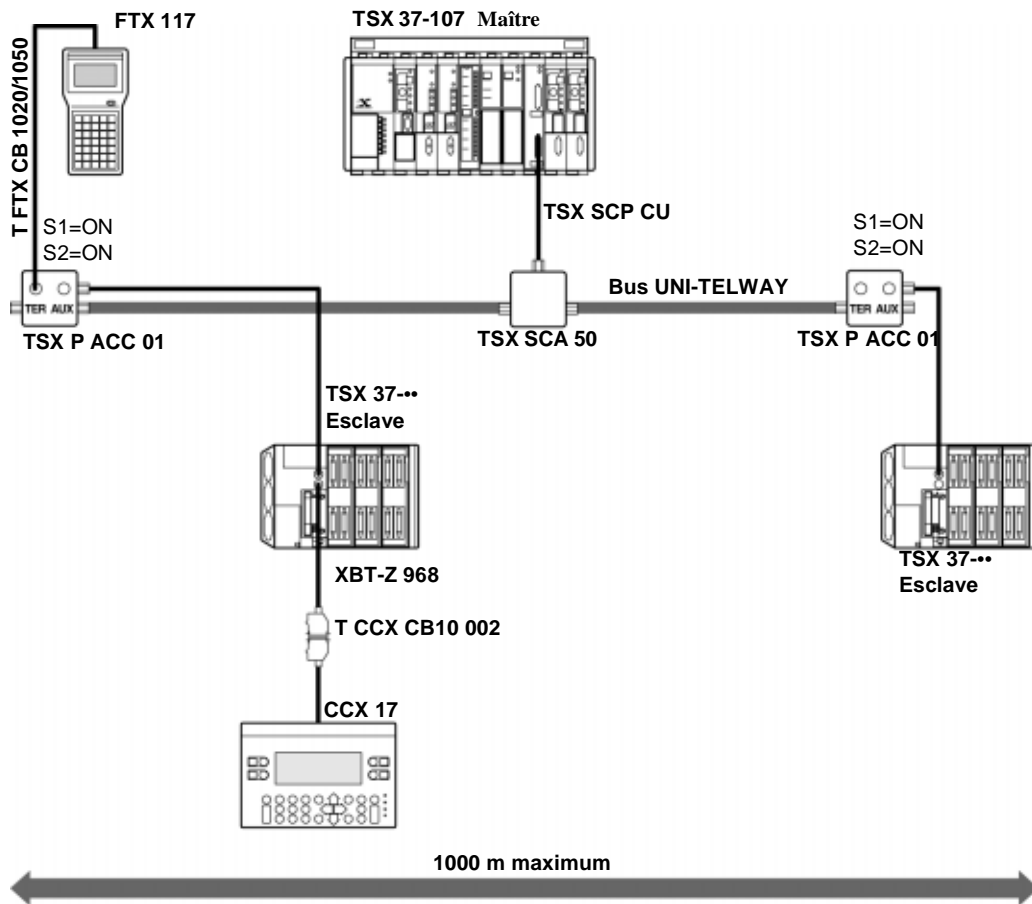 FTX 117
TSX 37-107 Maître
T FTX CB 1020/1050
S1=ON
S2=ON
TSX SCP CU
S1=ON
S2=ON
Bus UNI-TELWAY
TER AUX
TER AUX
TSX P ACC 01
TSX SCA 50
TSX P ACC 01
TSX 37-••
Esclave
TSX 37-••
Esclave
XBT-Z 968
T CCX CB10 002
CCX 17
1000 m maximum